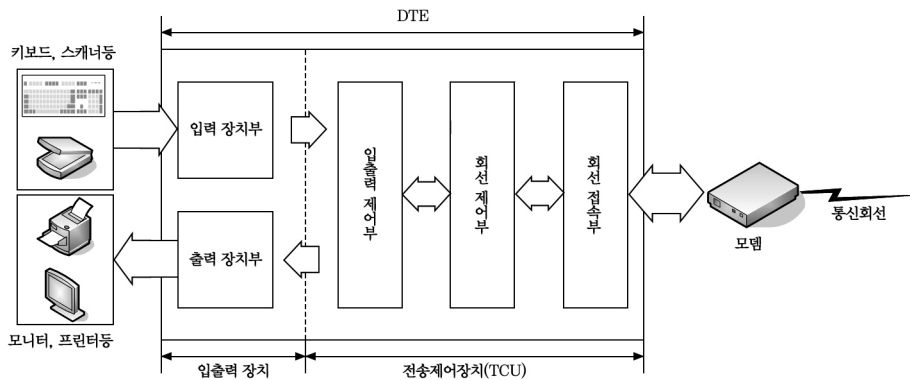 DTE
키보드, 스캐너등
입력 장치부
출력 장치부
입출력 제어부
회선 제어부
회선 접속부
모뎀
통신회선
모니터, 프린터등
입출력 장치
전송제어장치(TCU)